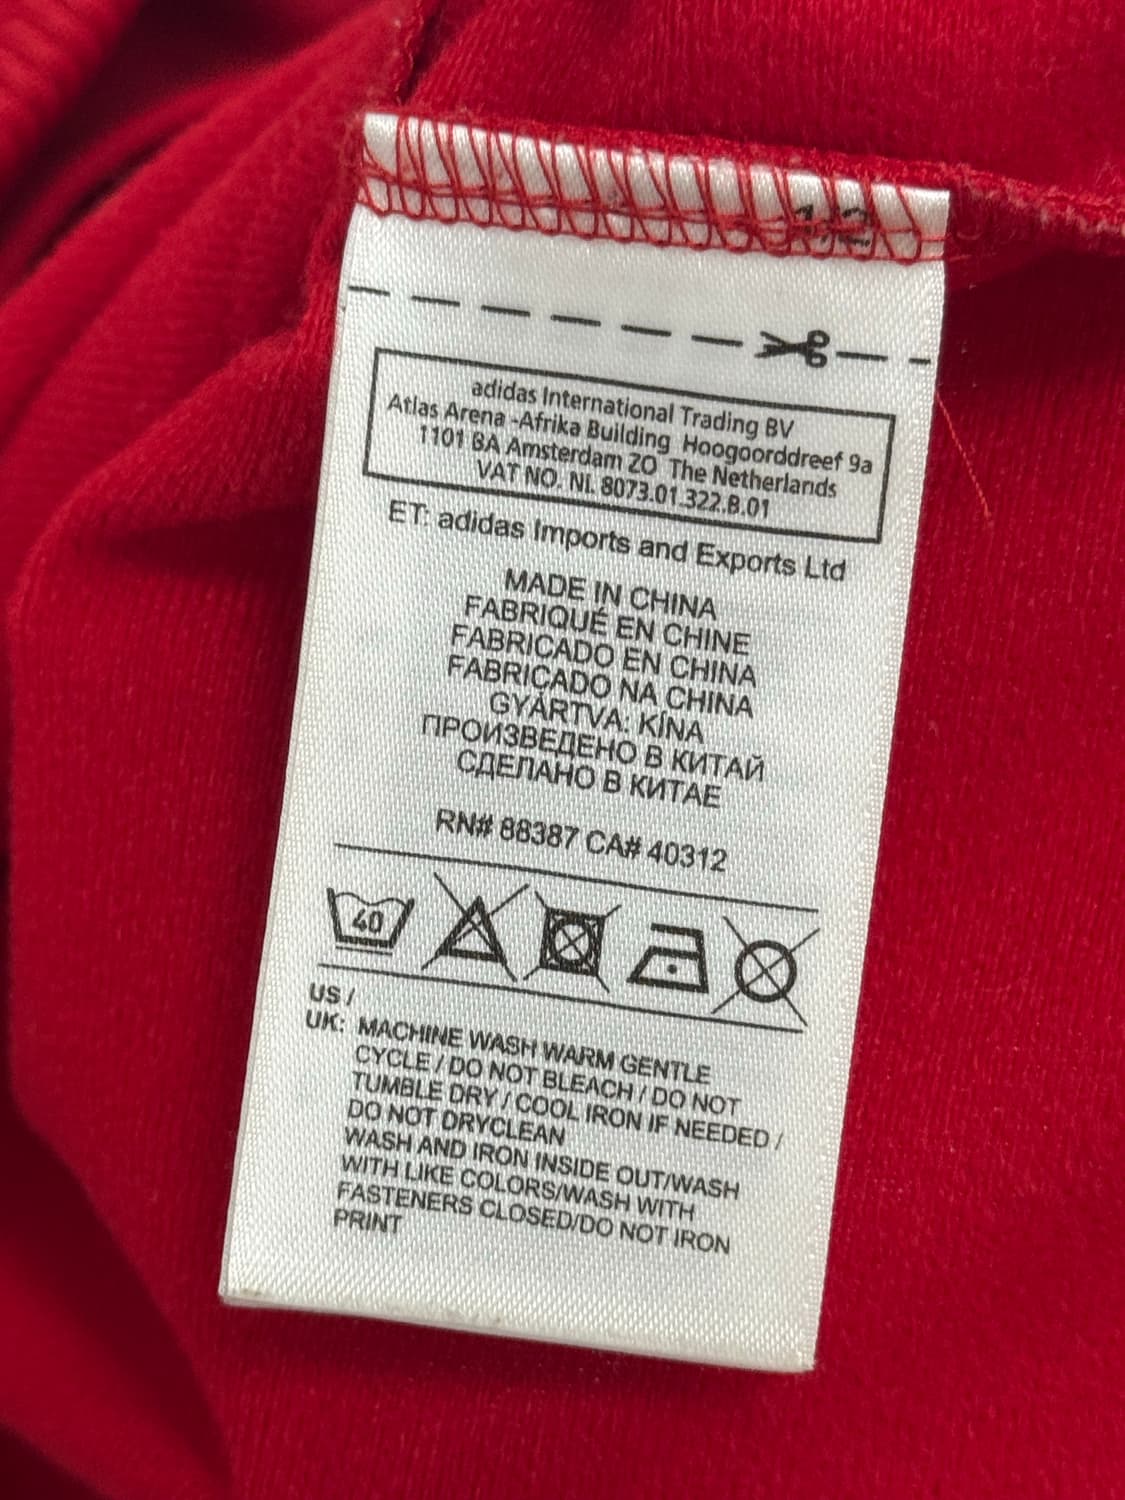 1/2
adidas International Trading BV
Atlas Arena -Afrika Building Hoogoorddreef 9a
1101 BA Amsterdam ZO The Netherlands
VAT NO. NL 8073.01.322.B.01
ET: adidas Imports and Exports Ltd
MADE IN CHINA
FABRIQUÉ EN CHINE
FABRICADO EN CHINA
FABRICADO NA CHINA
GYÁRTVA: KÍNA
ПРОИЗВЕДЕНО В КИТАЙ
СДЕЛАНО В КИТАЕ
RN# 88387 CA# 40312
40
US /
UK: MACHINE WASH WARM GENTLE
CYCLE / DO NOT BLEACH / DO NOT
TUMBLE DRY / COOL IRON IF NEEDED /
DO NOT DRYCLEAN
WASH AND IRON INSIDE OUT/WASH
WITH LIKE COLORS/WASH WITH
FASTENERS CLOSED/DO NOT IRON
PRINT